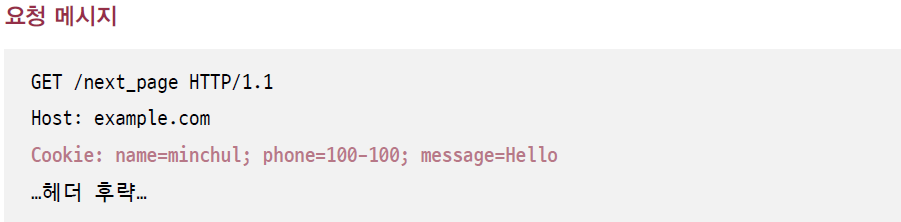 요청 메시지
GET /next_page HTTP/1.1
Host: example.com
Cookie: name=minchul; phone=100-100; message=Hello
…헤더 후략…